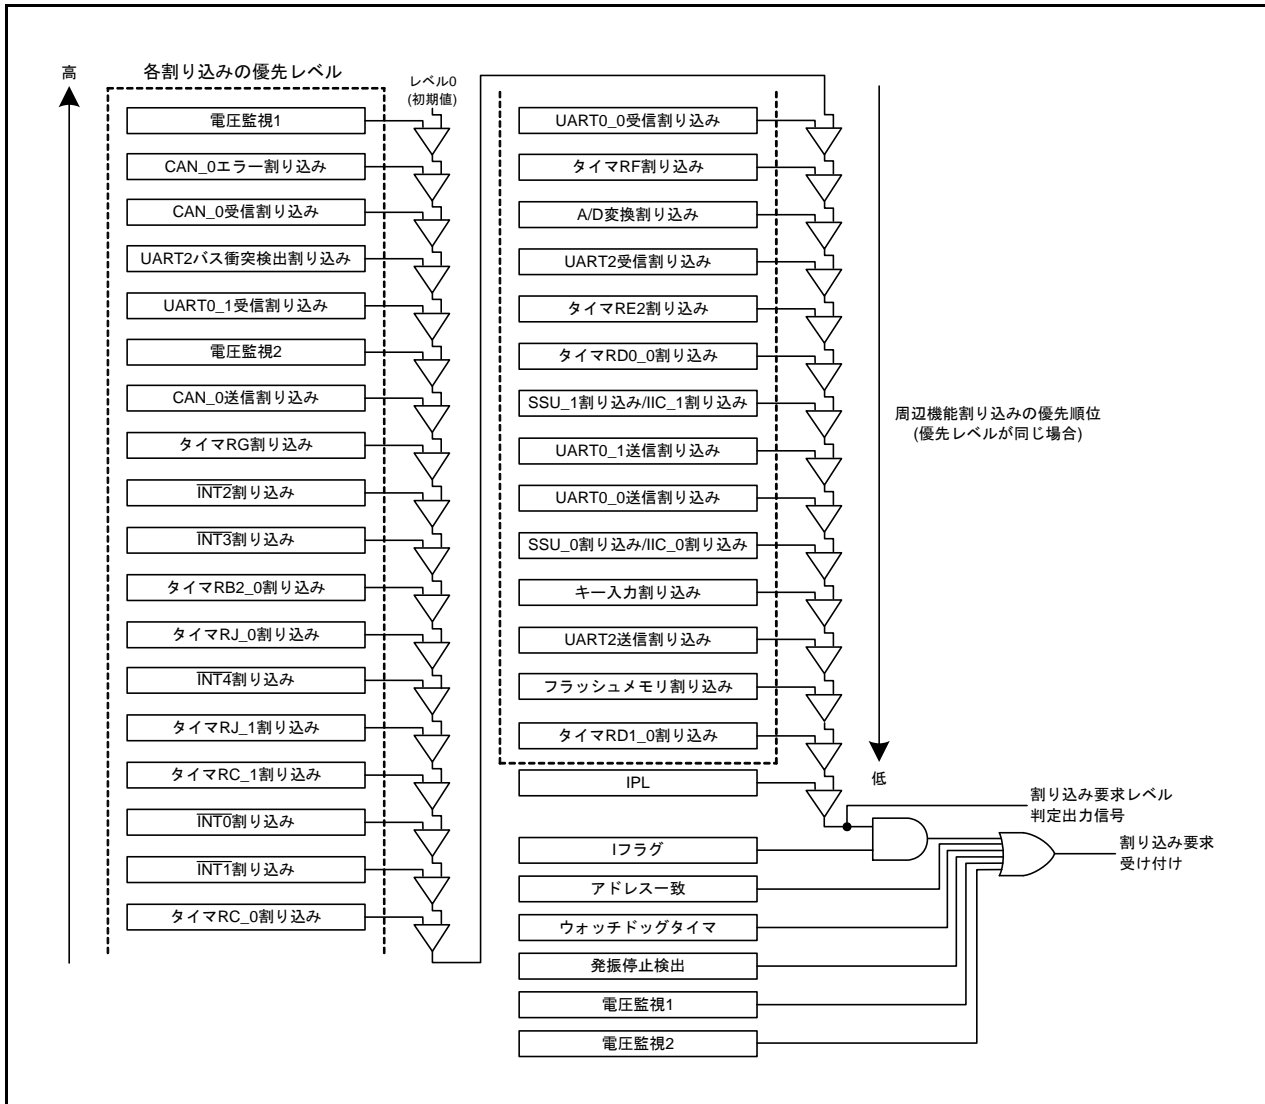 高
各割り込みの優先レベル
レベル0
(初期値)
電圧監視1
CAN_0エラー割り込み
CAN_0受信割り込み
UART2バス衝突検出割り込み
UART0_1受信割り込み
電圧監視2
CAN_0送信割り込み
タイマRG割り込み
INT2割り込み
INT3割り込み
タイマRB2_0割り込み
タイマRJ_0割り込み
INT4割り込み
タイマRJ_1割り込み
タイマRC_1割り込み
INT0割り込み
INT1割り込み
タイマRC_0割り込み
UART0_0受信割り込み
タイマRF割り込み
A/D変換割り込み
UART2受信割り込み
タイマRE2割り込み
タイマRD0_0割り込み
SSU_1割り込み/IIC_1割り込み
UART0_1送信割り込み
UART0_0送信割り込み
SSU_0割り込み/IIC_0割り込み
キー入力割り込み
UART2送信割り込み
フラッシュメモリ割り込み
タイマRD1_0割り込み
IPL
Iフラグ
アドレス一致
ウォッチドッグタイマ
発振停止検出
電圧監視1
電圧監視2
周辺機能割り込みの優先順位
(優先レベルが同じ場合)
低
割り込み要求レベル
判定出力信号
割り込み要求
受け付け